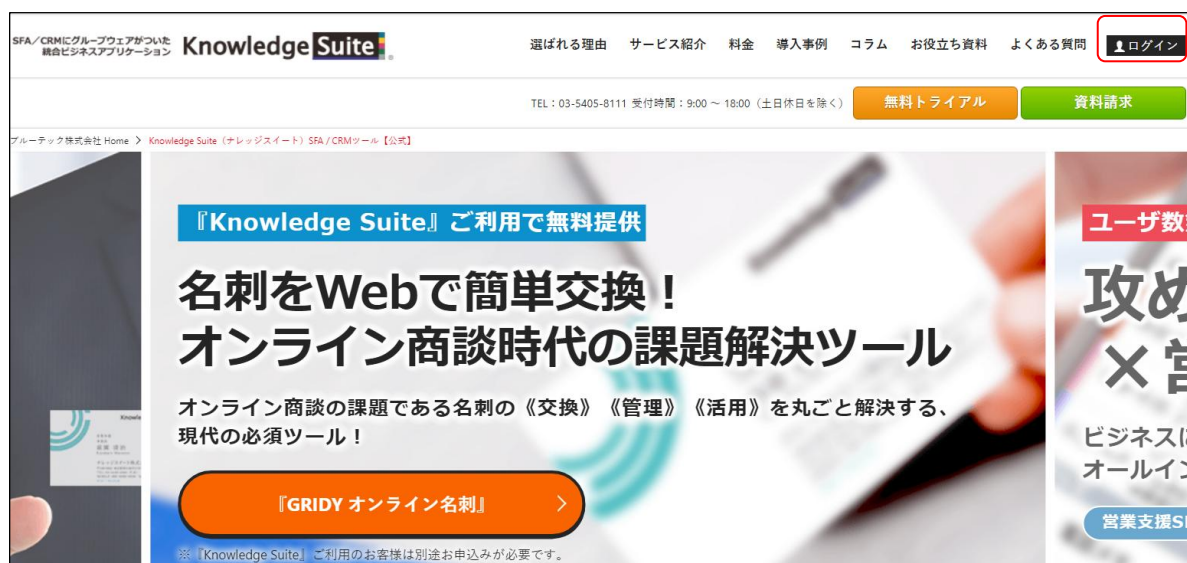 SFA/CRMにグループウェアがついた
統合ビジネスアプリケーション
Knowledge Suite
選ばれる理由 サービス紹介 料金 導入事例 コラム お役立ち資料 よくある質問 ログイン
TEL:03-5405-8111 受付時間:9:00 ~ 18:00(土日休日を除く) 無料トライアル 資料請求
ブルーテック株式会社 Home > Knowledge Suite(ナレッジスイート)SFA / CRMツール【公式】
『Knowledge Suite』ご利用で無料提供
名刺をWebで簡単交換!
オンライン商談時代の課題解決ツール
オンライン商談の課題である名刺の《交換》《管理》《活用》を丸ごと解決する、
現代の必須ツール!
『GRIDY オンライン名刺』
※『Knowledge Suite』ご利用のお客様は別途お申込みが必要です。
ユーザ数
攻め
×営
ビジネスに
オールイン
営業支援S